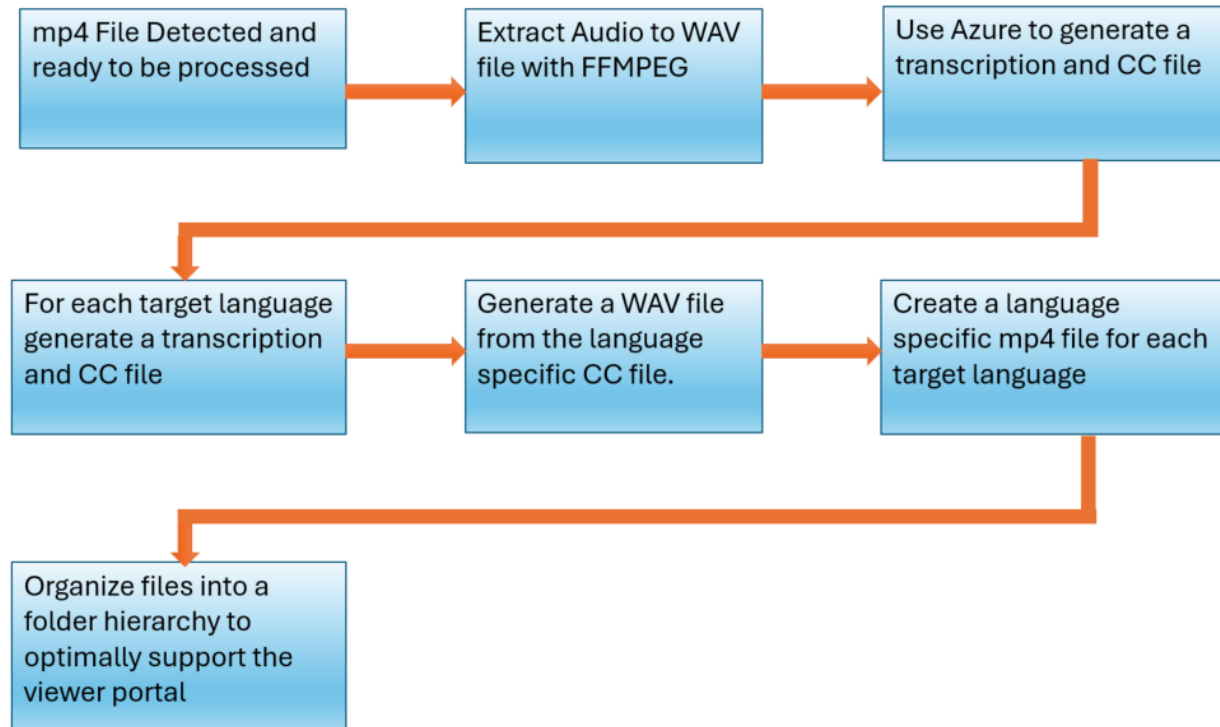 mp4 File Detected and
ready to be processed
Extract Audio to WAV
file with FFMPEG
Use Azure to generate a
transcription and CC file
For each target language
generate a transcription
and CC file
Generate a WAV file
from the language
specific CC file.
Create a language
specific mp4 file for each
target language
Organize files into a
folder hierarchy to
optimally support the
viewer portal